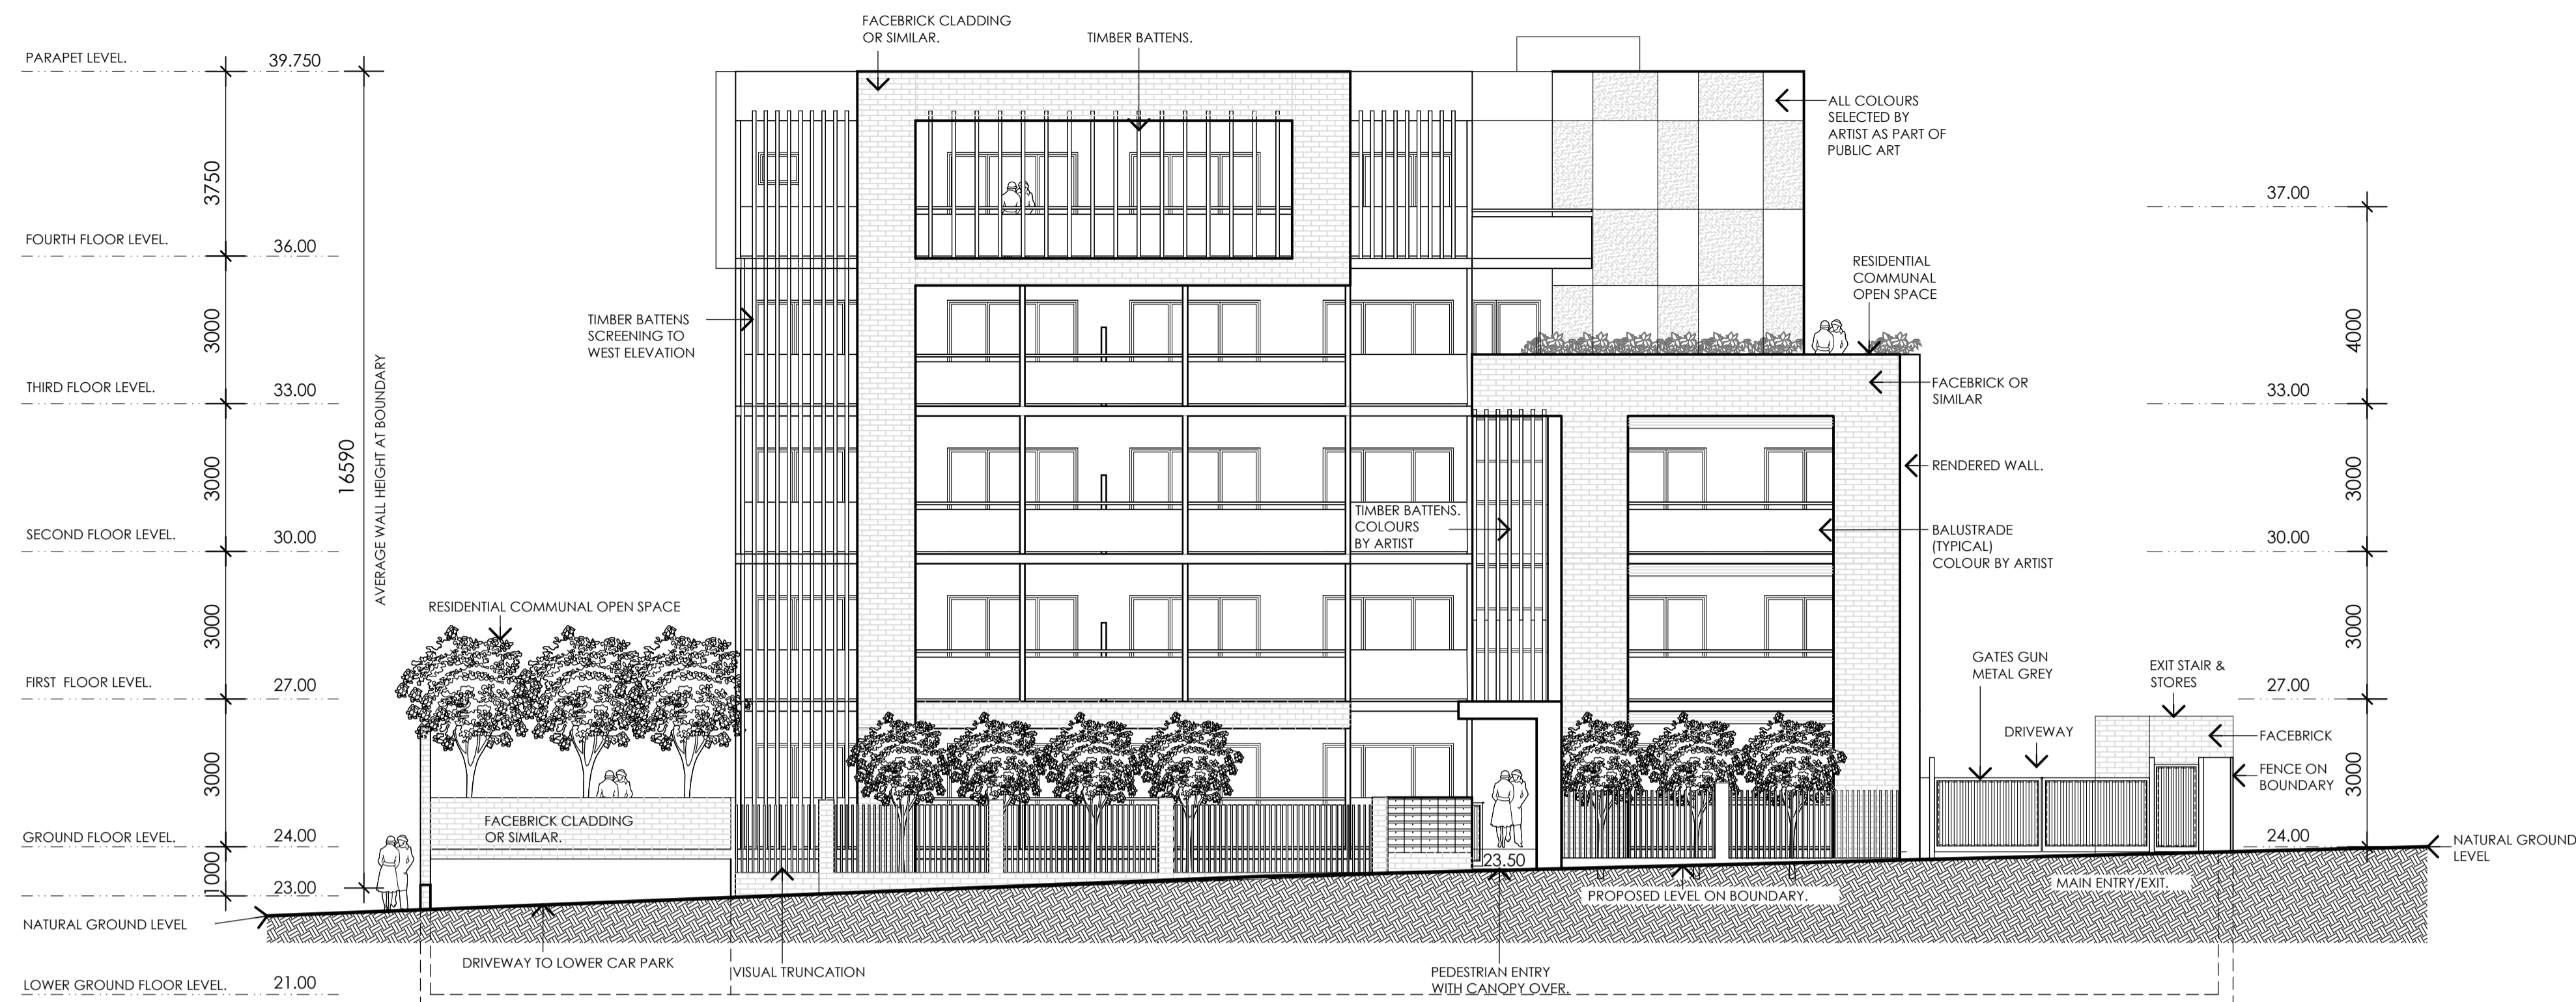 FACEBRICK CLADDING
OR SIMILAR.
TIMBER BATTENS.
PARAPET LEVEL.
39.750
ALL COLOURS
SELECTED BY
ARTIST AS PART OF
PUBLIC ART
3750
37.00
FOURTH FLOOR LEVEL.
36.00
RESIDENTIAL
COMMUNAL
OPEN SPACE
TIMBER BATTENS
SCREENING TO
WEST ELEVATION
3000
4000
THIRD FLOOR LEVEL.
33.00
FACEBRICK OR
SIMILAR
33.00
AVERAGE WALL HEIGHT AT BOUNDARY
16590
3000
RENDERED WALL.
3000
TIMBER BATTENS.
COLOURS
BY ARTIST
BALUSTRADE
(TYPICAL)
COLOUR BY ARTIST
SECOND FLOOR LEVEL.
30.00
30.00
RESIDENTIAL COMMUNAL OPEN SPACE
3000
3000
GATES GUN
METAL GREY
EXIT STAIR &
STORES
FIRST FLOOR LEVEL.
27.00
27.00
DRIVEWAY
FACEBRICK
3000
FENCE ON
BOUNDARY
3000
FACEBRICK CLADDING
OR SIMILAR.
GROUND FLOOR LEVEL.
24.00
24.00
NATURAL GROUND
LEVEL
23.50
1000
23.00
MAIN ENTRY/EXIT.
PROPOSED LEVEL ON BOUNDARY.
NATURAL GROUND LEVEL
DRIVEWAY TO LOWER CAR PARK
VISUAL TRUNCATION
PEDESTRIAN ENTRY
WITH CANOPY OVER.
LOWER GROUND FLOOR LEVEL.
21.00